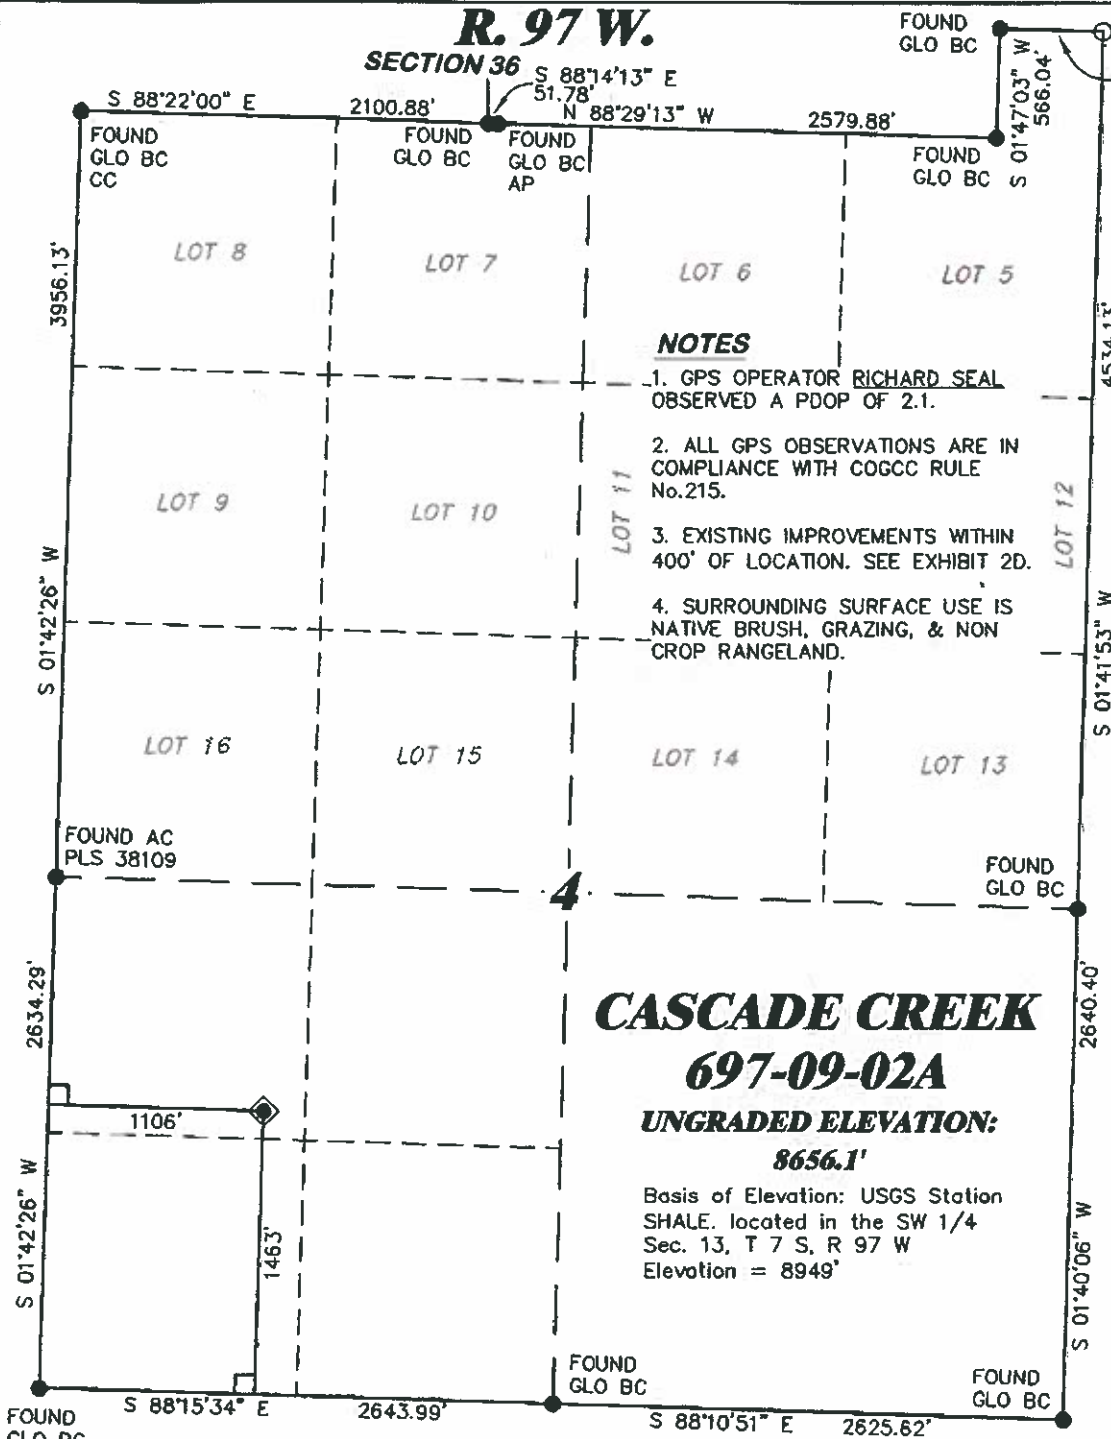 R. 97 W.
SECTION 36
S 88°14'13" E
51.78'
FOUND
GLO BC
S 88°22'00" E
2100.88'
N 88°29'13" W
2579.88'
S 01°47'03" W
566.04'
FOUND
GLO BC
CC
FOUND
GLO BC
FOUND
GLO BC
AP
FOUND
GLO BC
3956.13'
LOT 8
LOT 7
LOT 6
LOT 5
4534.13'
NOTES
1. GPS OPERATOR RICHARD SEAL
OBSERVED A PDOP OF 2.1.
2. ALL GPS OBSERVATIONS ARE IN
COMPLIANCE WITH COGCC RULE
No.215.
3. EXISTING IMPROVEMENTS WITHIN
400' OF LOCATION. SEE EXHIBIT 2D.
4. SURROUNDING SURFACE USE IS
NATIVE BRUSH, GRAZING, & NON
CROP RANGELAND.
LOT 9
LOT 10
LOT 11
LOT 12
S 01°42'26" W
S 01°41'53" W
LOT 16
LOT 15
LOT 14
LOT 13
FOUND AC
PLS 38109
FOUND
GLO BC
4
2634.29'
2640.40'
CASCADE CREEK
697-09-02A
UNGRADED ELEVATION:
8656.1'
Basis of Elevation: USGS Station
SHALE. located in the SW 1/4
Sec. 13, T 7 S, R 97 W
Elevation = 8949'
1106'
1463'
S 01°42'26" W
S 01°40'06" W
FOUND
GLO BC
FOUND
GLO BC
S 88°15'34" E
2643.99'
S 88°10'51" E
2625.62'
FOUND
GLO BC